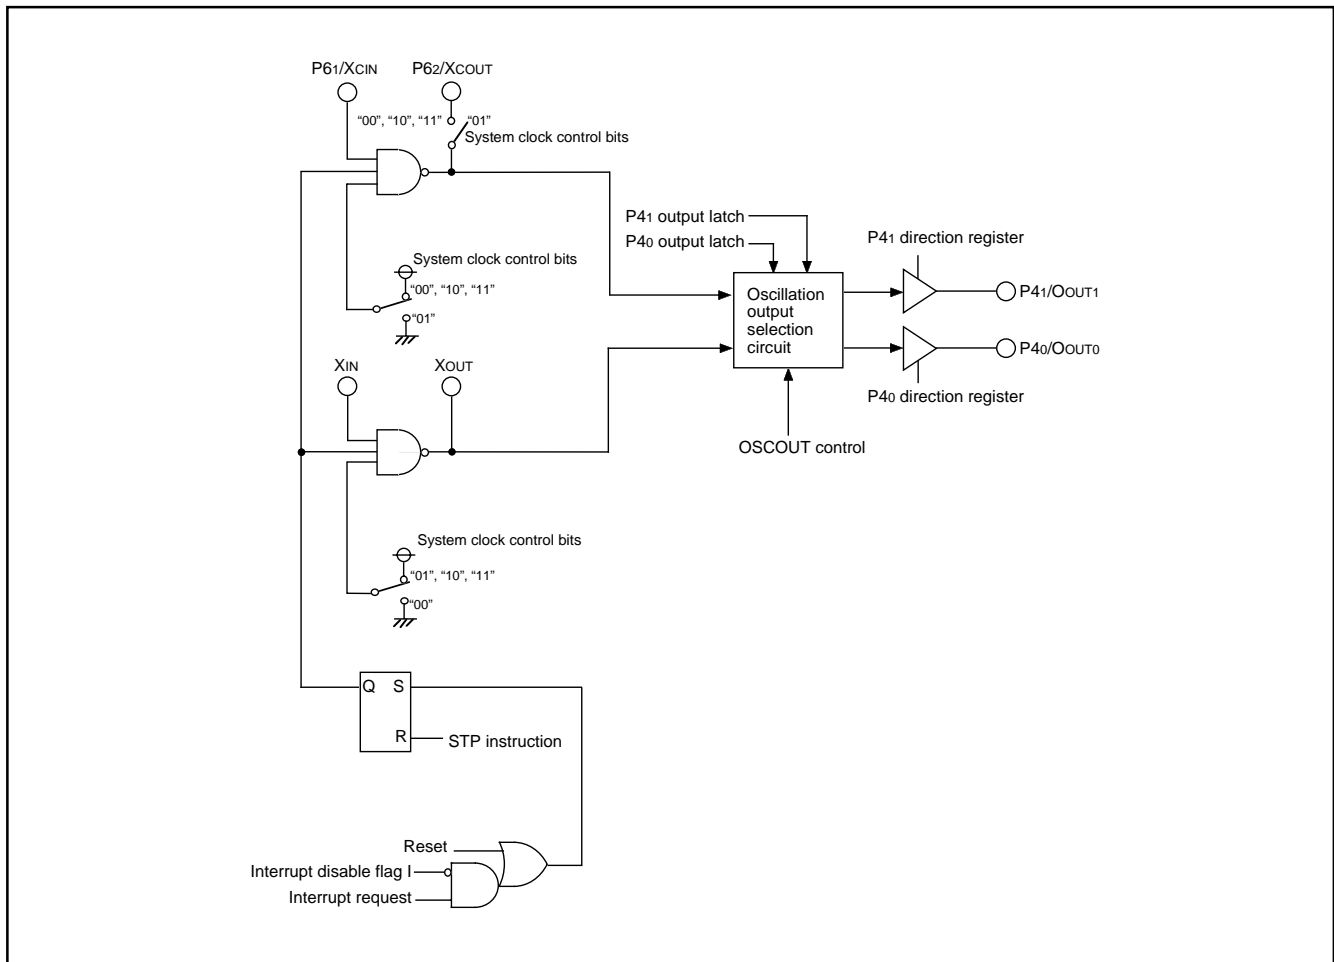 P61/XCIN
P62/XCOUT
“00”, “10”, “11”
“01”
System clock control bits
P41 output latch
P40 output latch
P41 direction register
System clock control bits
“00”, “10”, “11”
“01”
Oscillation
output
selection
circuit
P41/OOUT1
P40/OOUT0
XIN
XOUT
P40 direction register
OSCOUT control
System clock control bits
“01”, “10”, “11”
“00”
Q
S
R
STP instruction
Reset
Interrupt disable flag I
Interrupt request